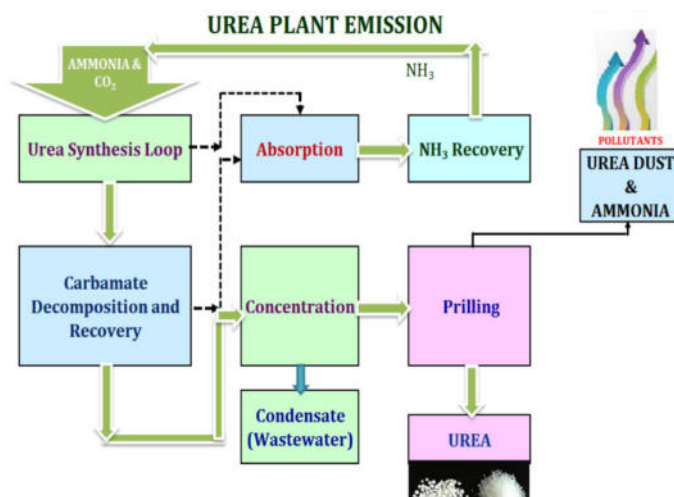 UREA PLANT EMISSION
AMMONIA &
CO₂
NH₃
POLLUTANTS
Urea Synthesis Loop
Absorption
NH₃ Recovery
UREA DUST
&
AMMONIA
Carbamate
Decomposition and
Recovery
Concentration
Prilling
Condensate
(Wastewater)
UREA